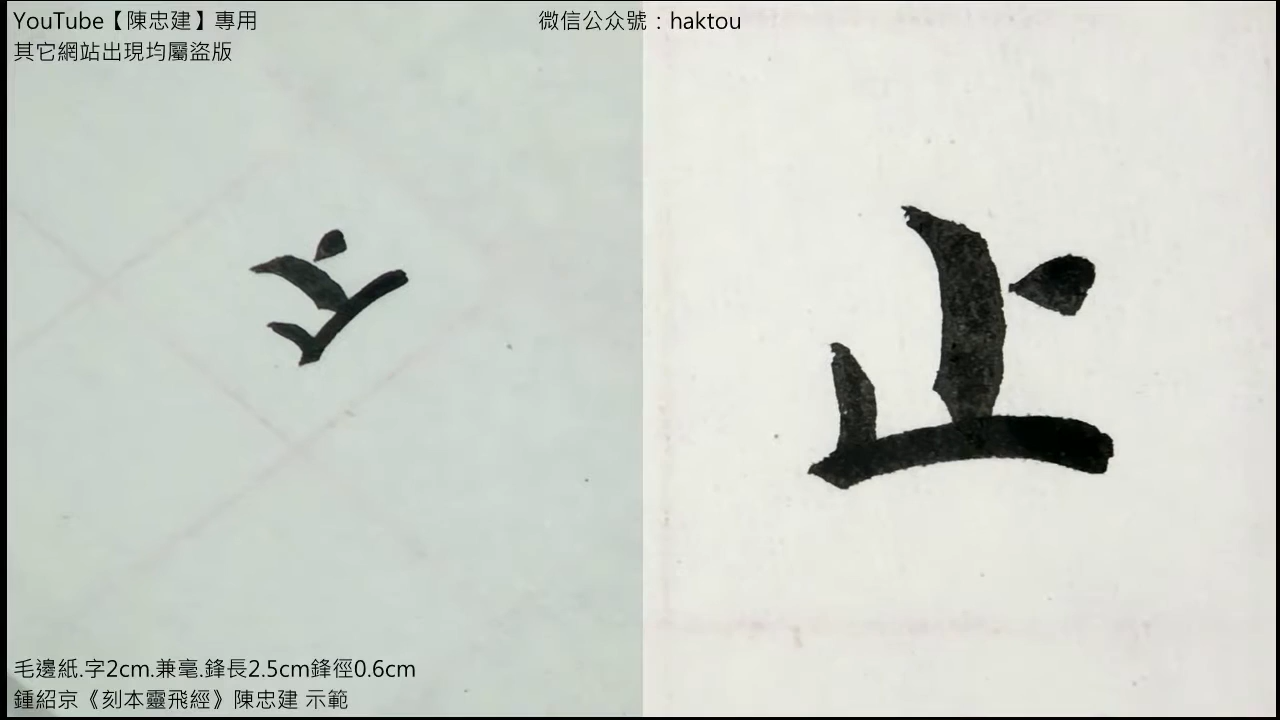 YouTube【陳忠建】專用
其它網站出現均屬盜版
微信公众號：haktou
止
止
毛邊紙.字2cm.兼毫.鋒長2.5cm鋒徑0.6cm
鍾紹京《刻本靈飛經》陳忠建 示範